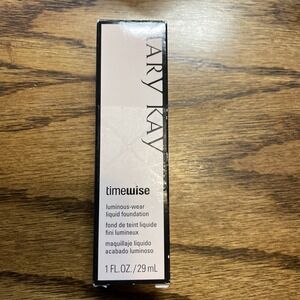 MARY KAY
timewise
luminous-wear
liquid foundation
fond de teint liquide
fini lumineux
maquillaje líquido
acabado luminoso
1 FL.OZ./29 mL